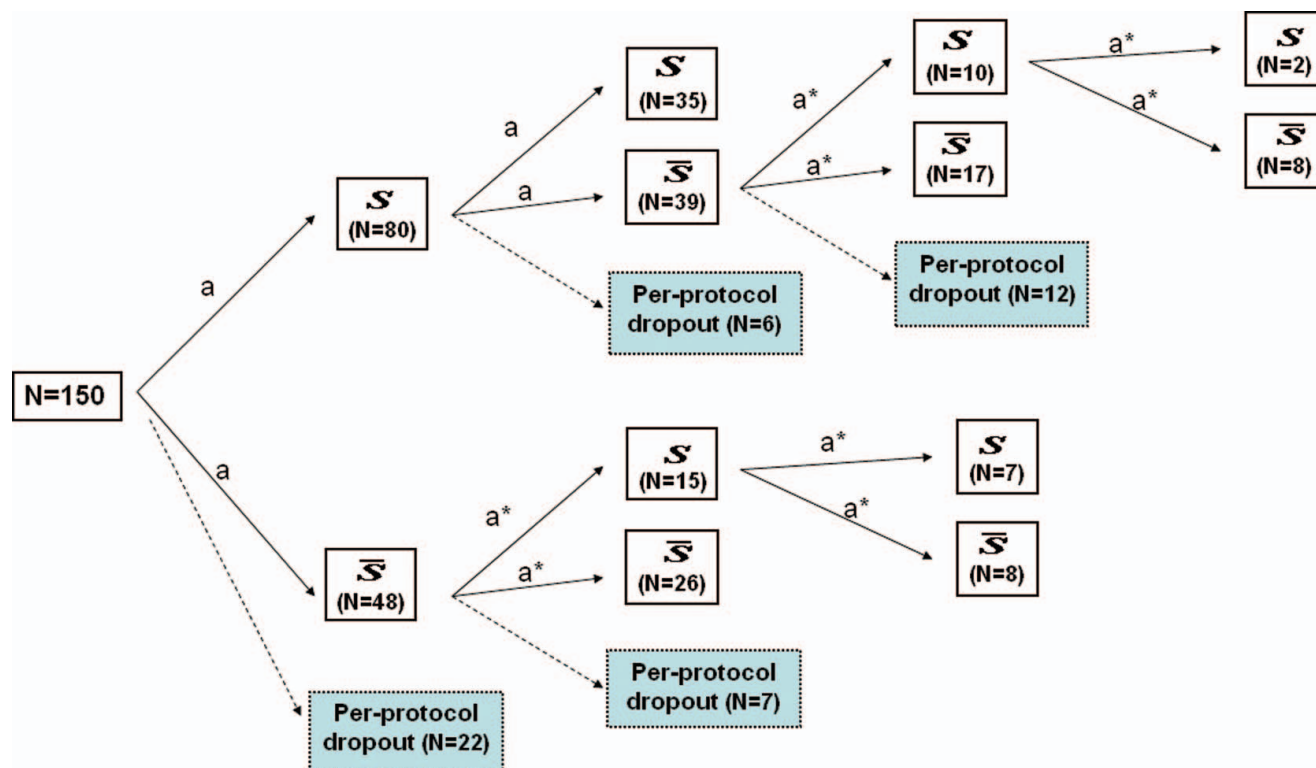 S
(N=2)
a*
a*
S̅
(N=8)
S
(N=10)
a*
a*
S̅
(N=17)
Per-protocol
dropout (N=12)
S
(N=35)
a
a
S̅
(N=39)
Per-protocol
dropout (N=6)
S
(N=80)
a
N=150
a
S̅
(N=48)
Per-protocol
dropout (N=22)
a*
a*
S
(N=15)
S̅
(N=26)
Per-protocol
dropout (N=7)
a*
a*
S
(N=7)
S̅
(N=8)